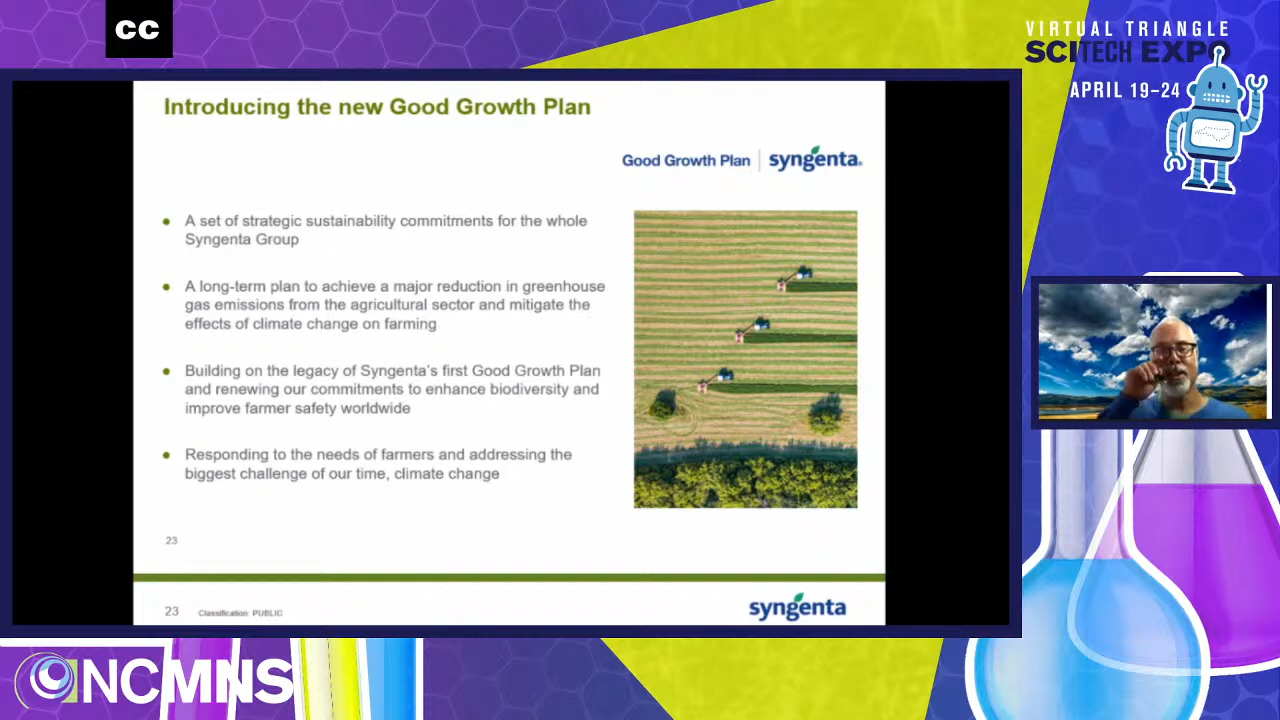 CC
VIRTUAL TRIANGLE
SCITECH EXPO
APRIL 19-24
Introducing the new Good Growth Plan
Good Growth Plan | syngenta®
• A set of strategic sustainability commitments for the whole
Syngenta Group
• A long-term plan to achieve a major reduction in greenhouse
gas emissions from the agricultural sector and mitigate the
effects of climate change on farming
• Building on the legacy of Syngenta's first Good Growth Plan
and renewing our commitments to enhance biodiversity and
improve farmer safety worldwide
• Responding to the needs of farmers and addressing the
biggest challenge of our time, climate change
23
23 Classification: PUBLIC
syngenta
NCMNS